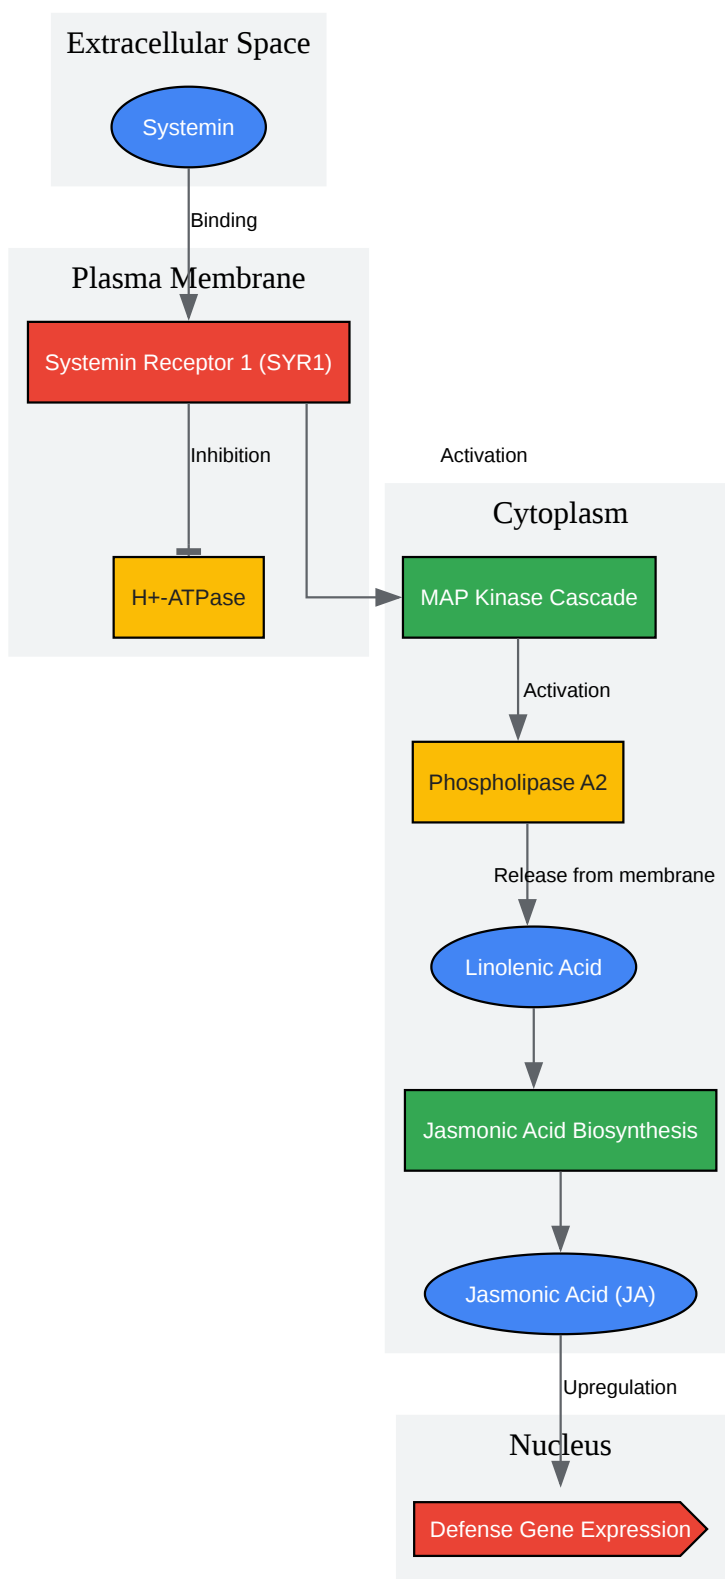 Extracellular Space
Systemin
Binding
Plasma Membrane
Systemin Receptor 1 (SYR1)
Inhibition
Activation
Cytoplasm
H+-ATPase
MAP Kinase Cascade
Activation
Phospholipase A2
Release from membrane
Linolenic Acid
Jasmonic Acid Biosynthesis
Jasmonic Acid (JA)
Upregulation
Nucleus
Defense Gene Expression